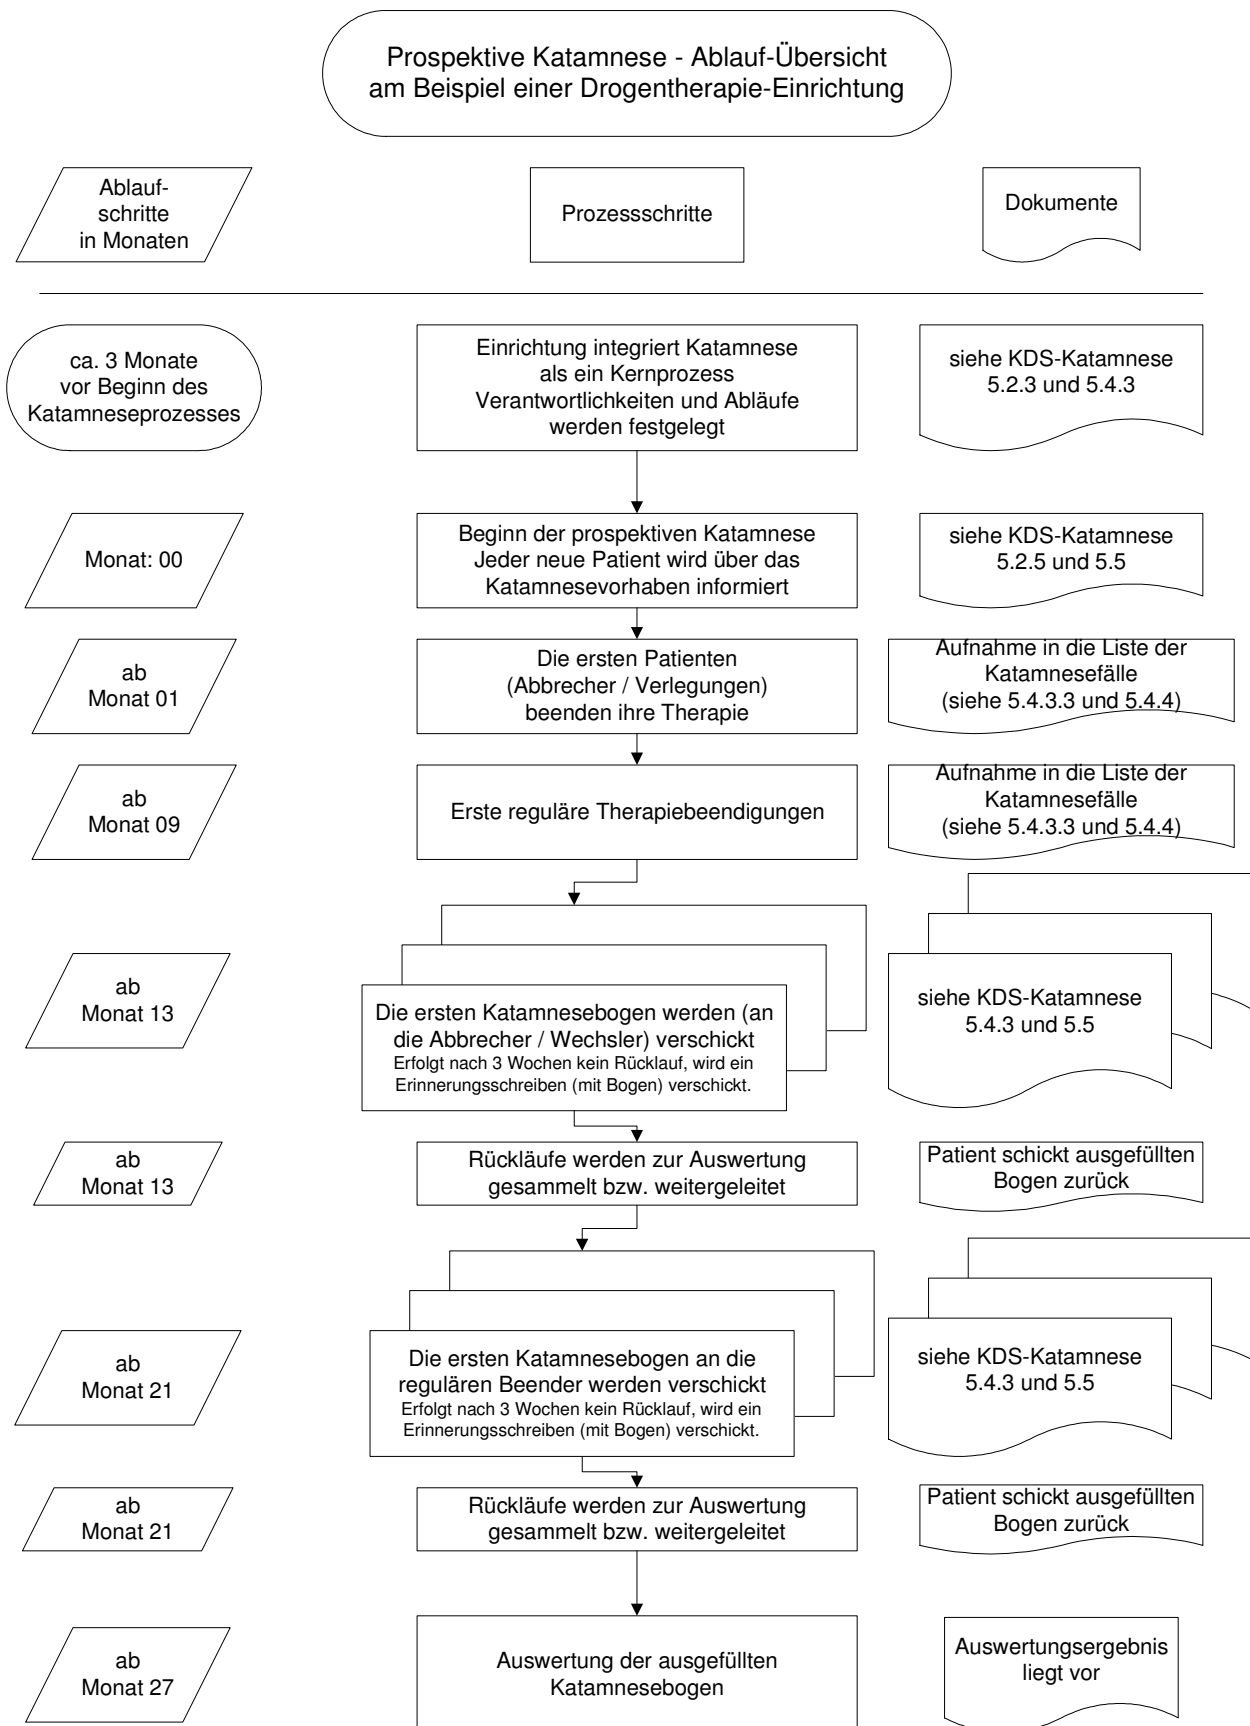 Prospektive Katamnese - Ablauf-Übersicht
am Beispiel einer Drogentherapie-Einrichtung
Ablauf-
schritte
in Monaten
Prozessschritte
Dokumente
ca. 3 Monate
vor Beginn des
Katamneseprozesses
Einrichtung integriert Katamnese
als ein Kernprozess
Verantwortlichkeiten und Abläufe
werden festgelegt
siehe KDS-Katamnese
5.2.3 und 5.4.3
Monat: 00
Beginn der prospektiven Katamnese
Jeder neue Patient wird über das
Katamnesevorhaben informiert
siehe KDS-Katamnese
5.2.5 und 5.5
ab
Monat 01
Die ersten Patienten
(Abbrecher / Verlegungen)
beenden ihre Therapie
Aufnahme in die Liste der
Katamnesefälle
(siehe 5.4.3.3 und 5.4.4)
ab
Monat 09
Erste reguläre Therapiebeendigungen
Aufnahme in die Liste der
Katamnesefälle
(siehe 5.4.3.3 und 5.4.4)
ab
Monat 13
Die ersten Katamnesebogen werden (an
die Abbrecher / Wechsler) verschickt
Erfolgt nach 3 Wochen kein Rücklauf, wird ein
Erinnerungsschreiben (mit Bogen) verschickt.
siehe KDS-Katamnese
5.4.3 und 5.5
ab
Monat 13
Rückläufe werden zur Auswertung
gesammelt bzw. weitergeleitet
Patient schickt ausgefüllten
Bogen zurück
ab
Monat 21
Die ersten Katamnesebogen an die
regulären Beender werden verschickt
Erfolgt nach 3 Wochen kein Rücklauf, wird ein
Erinnerungsschreiben (mit Bogen) verschickt.
siehe KDS-Katamnese
5.4.3 und 5.5
ab
Monat 21
Rückläufe werden zur Auswertung
gesammelt bzw. weitergeleitet
Patient schickt ausgefüllten
Bogen zurück
ab
Monat 27
Auswertung der ausgefüllten
Katamnesebogen
Auswertungsergebnis
liegt vor